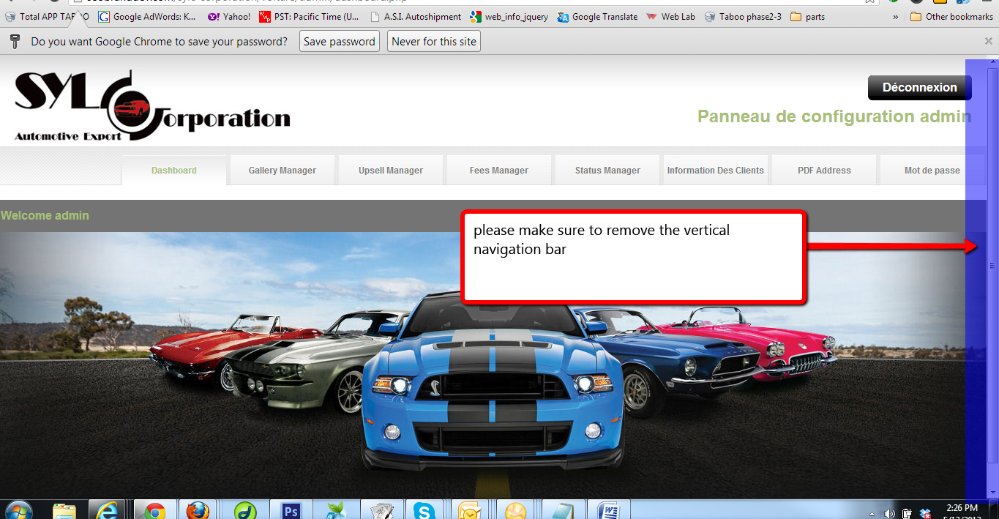 Total APP TAP
Google AdWords: K...
Yahoo!
PST: Pacific Time (U...
A.S.I. Autoshipment
web_info_jquery
Google Translate
Web Lab
Taboo phase2-3
parts
»
Other bookmarks
Do you want Google Chrome to save your password?
Save password
Never for this site
SYL Corporation
Automotive Export
Déconnexion
Panneau de configuration admin
Dashboard
Gallery Manager
Upsell Manager
Fees Manager
Status Manager
Information Des Clients
PDF Address
Mot de passe
Welcome admin
please make sure to remove the vertical
navigation bar
Ps
2:26 PM